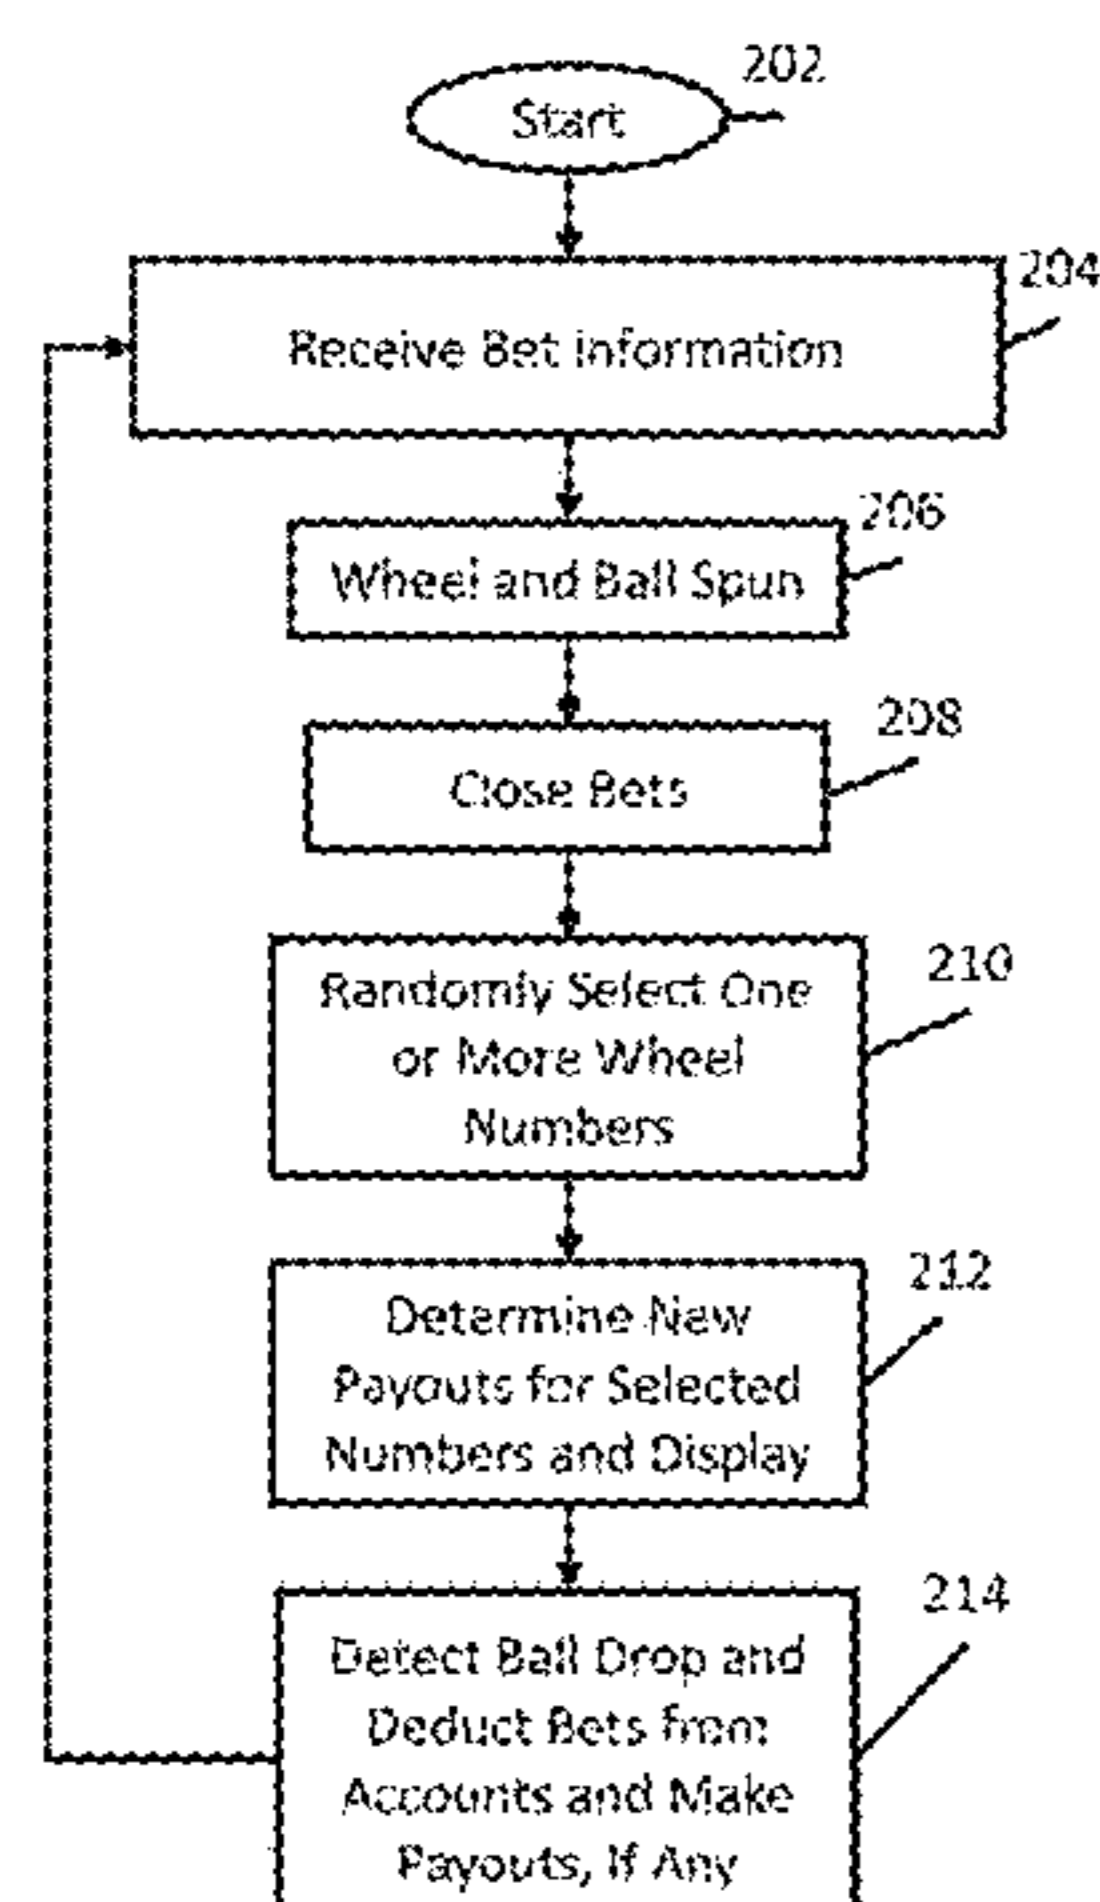 202
Start
204
Receive Bet Information
206
Wheel and Ball Spun
208
Close Bets
210
Randomly Select One
or More Wheel
Numbers
212
Determine New
Payouts for Selected
Numbers and Display
214
Detect Ball Drop and
Deduct Bets from
Accounts and Make
Payouts, If Any